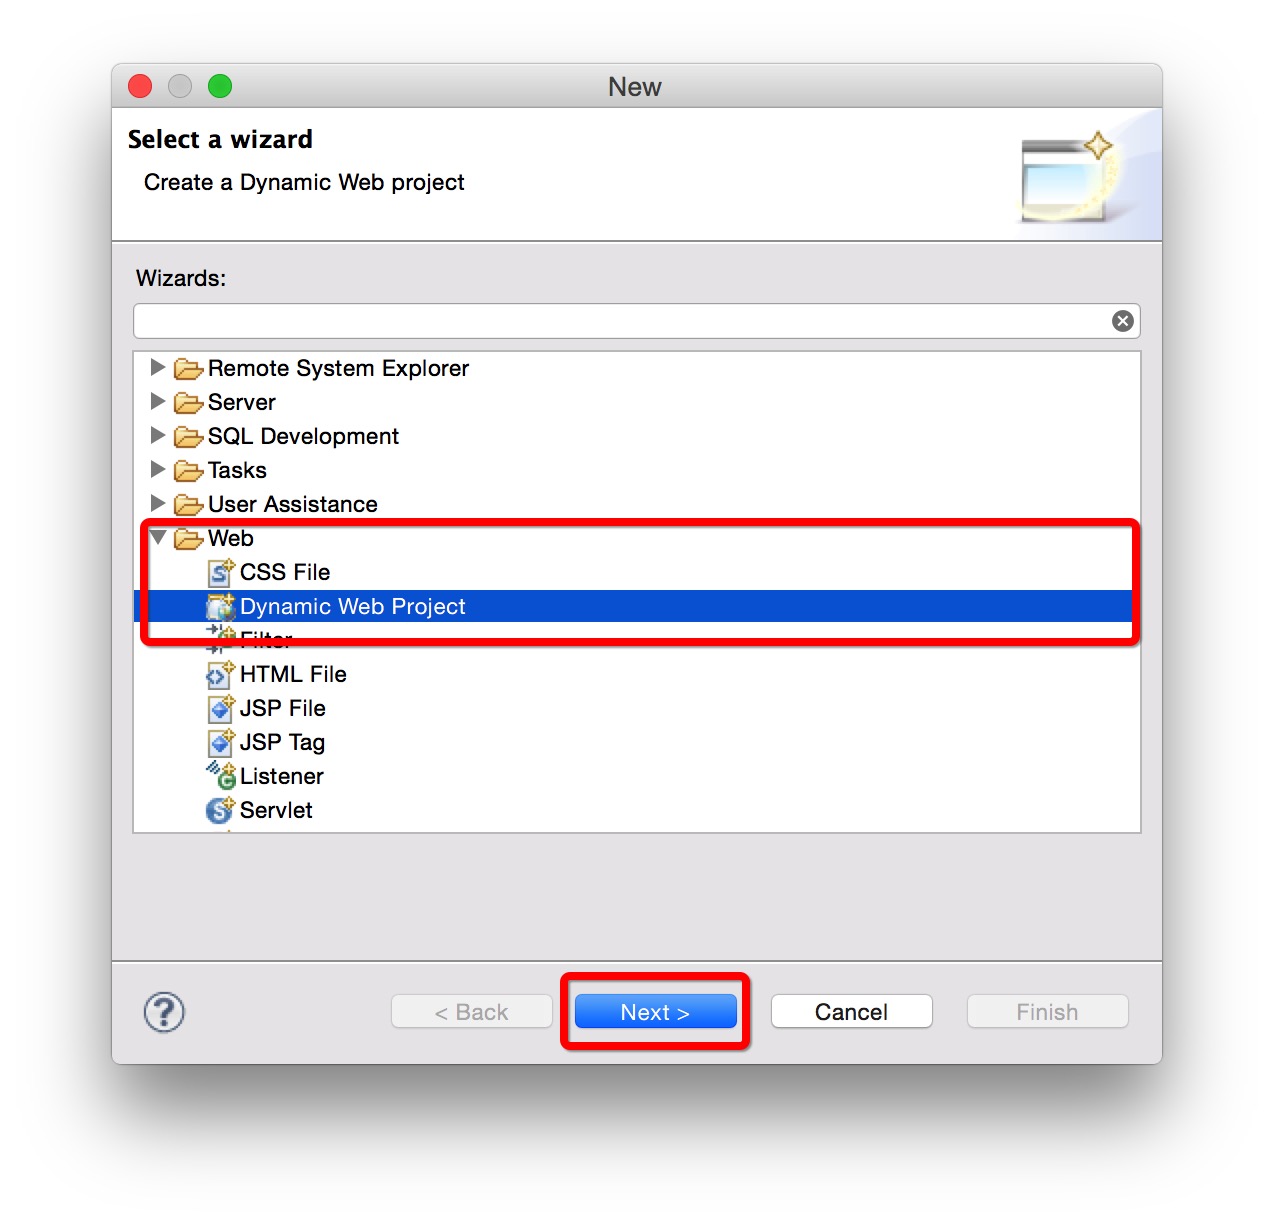 New
Select a wizard
Create a Dynamic Web project
Wizards:
Remote System Explorer
Server
SQL Development
Tasks
User Assistance
Web
CSS File
Dynamic Web Project
Filter
HTML File
JSP File
JSP Tag
Listener
Servlet
? < Back Next > Cancel Finish